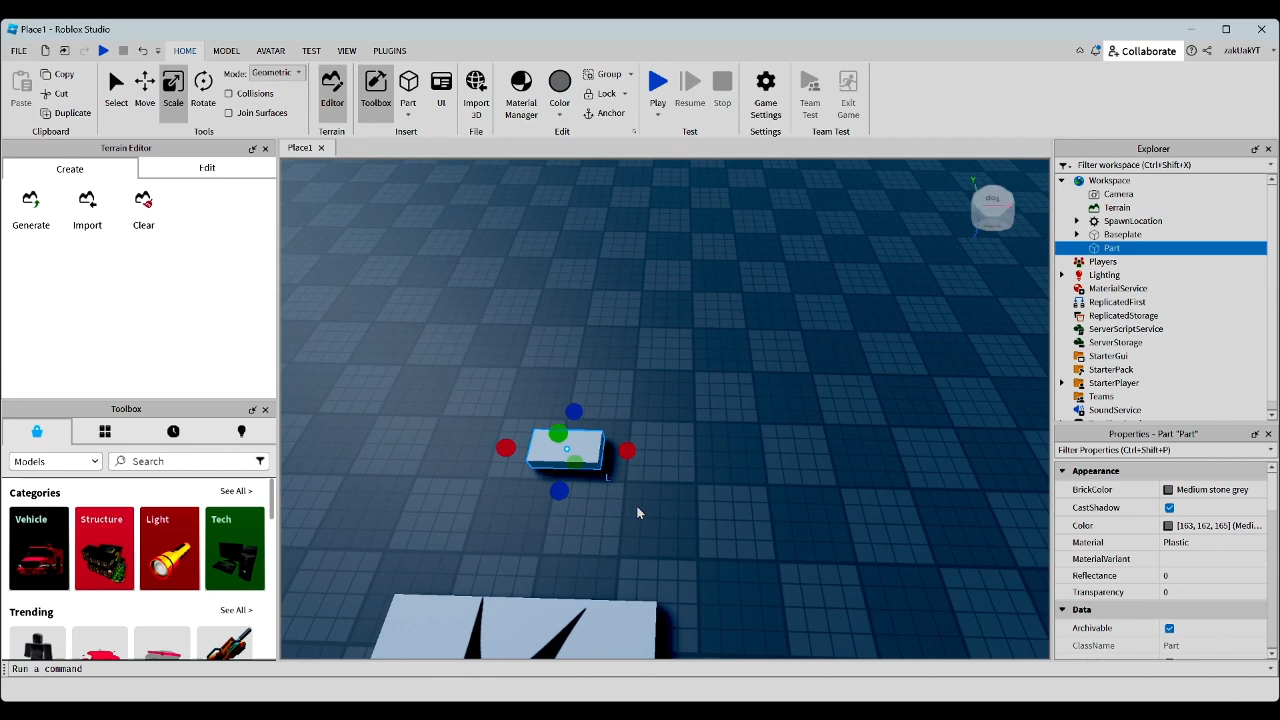 Place1 - Roblox Studio
FILE HOME MODEL AVATAR TEST VIEW PLUGINS Collaborate zakUakYT
Paste Copy Cut Duplicate Clipboard
Select Move Scale Rotate Mode: Geometric Collisions Join Surfaces Tools
Editor Terrain
Toolbox Part UI Insert
Import 3D File
Material Manager Color Group Lock Anchor Edit
Play Resume Stop Test
Game Settings Settings
Team Test Exit Game Team Test
Terrain Editor
Create Edit
Generate Import Clear
Toolbox
Models Search
Categories See All >
Vehicle Structure Light Tech
Trending See All >
Place1
Y
Top
Explorer
Filter workspace (Ctrl+Shift+X)
Workspace
Camera
Terrain
SpawnLocation
Baseplate
Part
Players
Lighting
MaterialService
ReplicatedFirst
ReplicatedStorage
ServerScriptService
ServerStorage
StarterGui
StarterPack
StarterPlayer
Teams
SoundService
Properties - Part "Part"
Filter Properties (Ctrl+Shift+P)
Appearance
BrickColor Medium stone grey
CastShadow
Color [163, 162, 165] (Medi...
Material Plastic
MaterialVariant
Reflectance 0
Transparency 0
Data
Archivable
ClassName Part
Run a command